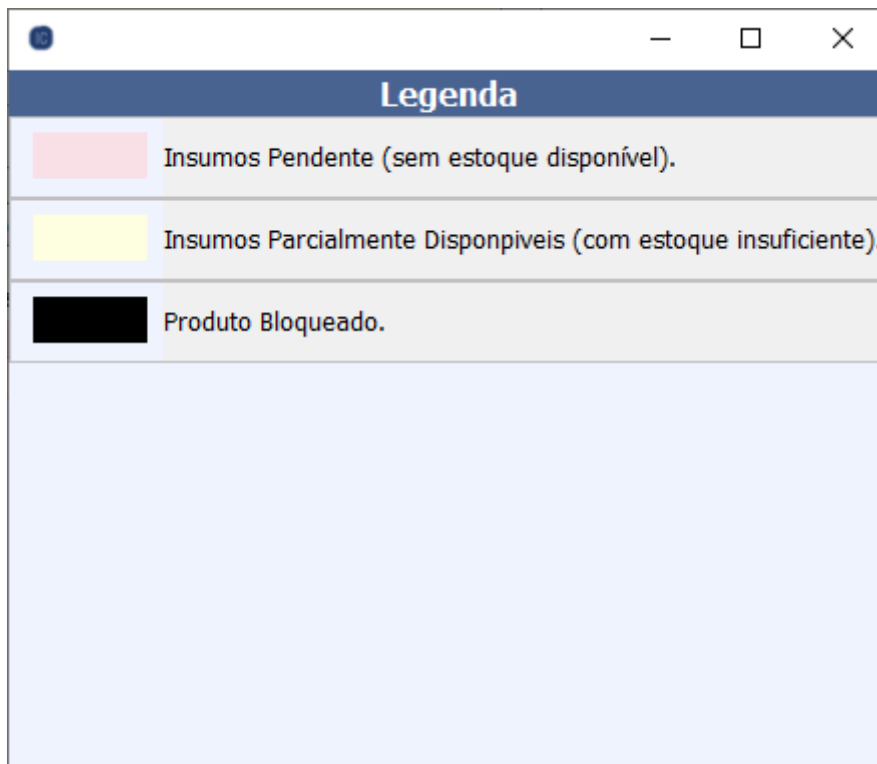 Legenda
Insumos Pendente (sem estoque disponível).
Insumos Parcialmente Disponpiveis (com estoque insuficiente).
Produto Bloqueado.